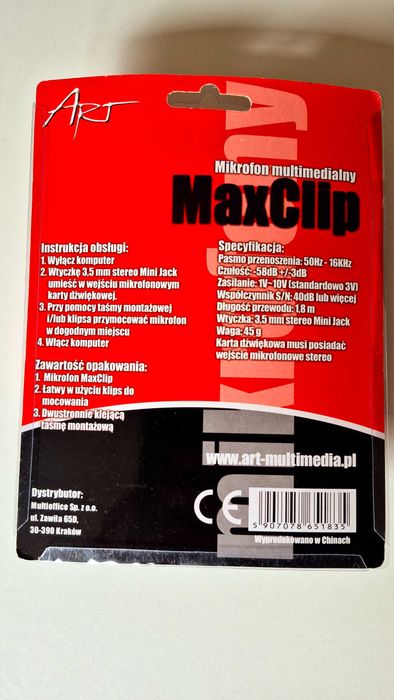 ART
mikrofony
Mikrofon multimedialny
MaxClip
Instrukcja obsługi:
1. Wyłącz komputer
2. Wtyczkę 3,5 mm stereo Mini Jack
umieść w wejściu mikrofonowym
karty dźwiękowej.
3. Przy pomocy taśmy montażowej
i/lub klipsa przymocować mikrofon
w dogodnym miejscu
4. Włącz komputer
Zawartość opakowania:
1. Mikrofon MaxClip
2. Łatwy w użyciu klips do
mocowania
3. Dwustronnie klejącą
taśmę montażową
Specyfikacja:
Pasmo przenoszenia: 50Hz - 16KHz
Czułość: -58dB +/-3dB
Zasilanie: 1V~10V (standardowo 3V)
Współczynnik S/N: 40dB lub więcej
Długość przewodu: 1.8 m
Wtyczka: 3,5 mm stereo Mini Jack
Waga: 45 g
Karta dźwiękowa musi posiadać
wejście mikrofonowe stereo
www.art-multimedia.pl
Dystrybutor:
Multioffice Sp. z o.o.
ul. Zawiła 65D,
30-390 Kraków
CE
5 907078 651835
Wyprodukowano w Chinach